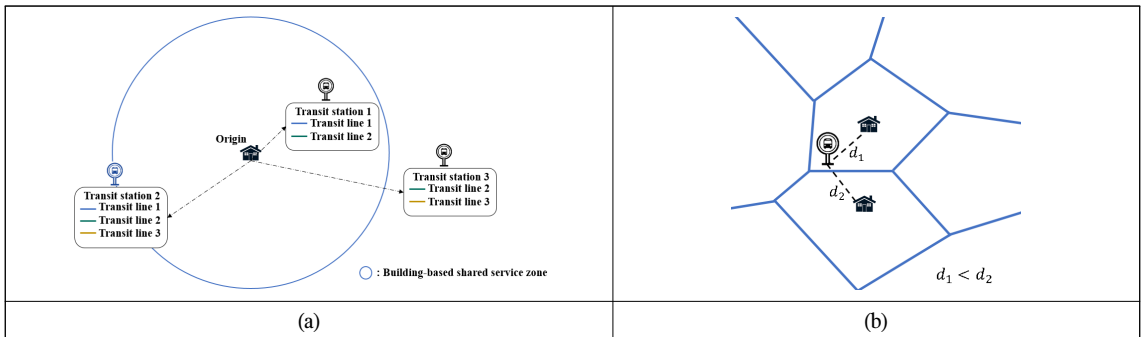 Transit station 1
Transit line 1
Transit line 2
Origin
Transit station 2
Transit line 1
Transit line 2
Transit line 3
Transit station 3
Transit line 2
Transit line 3
: Building-based shared service zone
(a)
d₁
d₂
d₁ < d₂
(b)